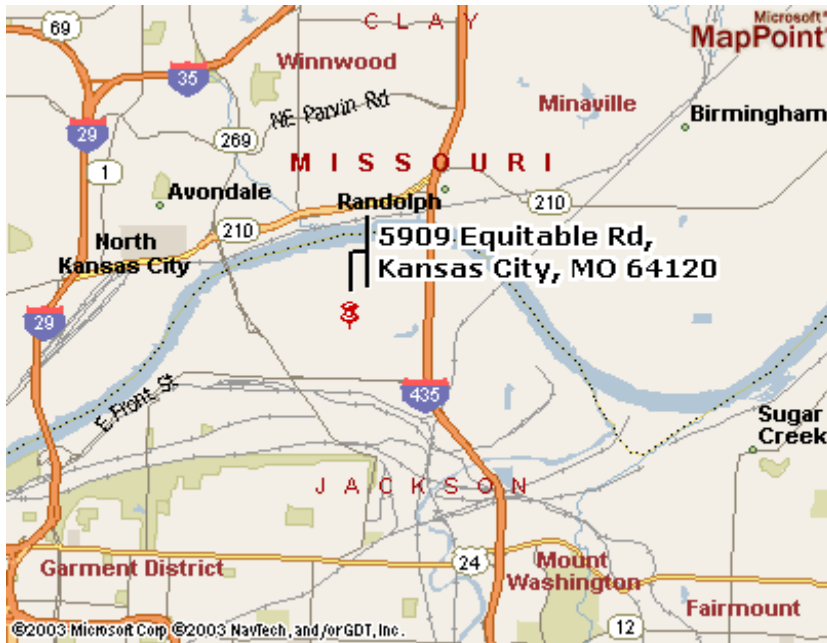 CLAY
Microsoft®
MapPoint®
69
Winnwood
35
Minaville
NE Parvin Rd
Birmingham
29
269
MISSOURI
1
Avondale
Randolph
210
210
North
Kansas City
5909 Equitable Rd,
Kansas City, MO 64120
29
435
E Front St
Sugar
Creek
JACKSON
24
Garment District
Mount
Washington
Fairmount
12
©2003 Microsoft Corp ©2003 NavTech, and/or GDT, Inc.